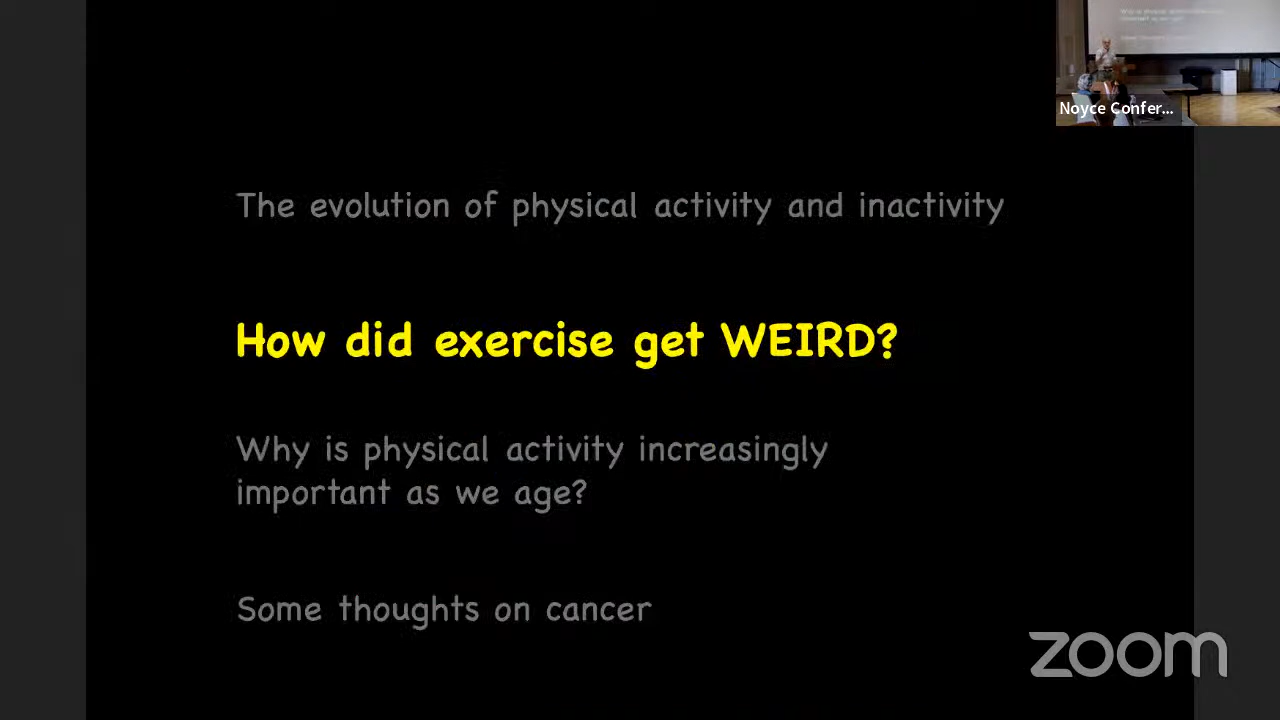 Noyce Confer...
The evolution of physical activity and inactivity
How did exercise get WEIRD?
Why is physical activity increasingly
important as we age?
Some thoughts on cancer
zoom